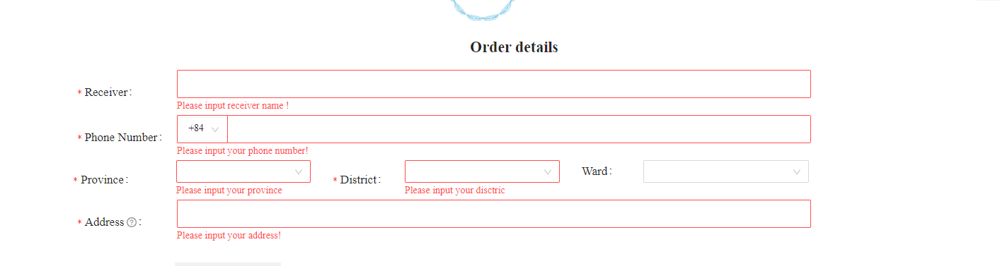 Order details
* Receiver:
Please input receiver name !
* Phone Number: +84
Please input your phone number!
* Province: * District: Ward:
Please input your province Please input your disctric
* Address ? :
Please input your address!